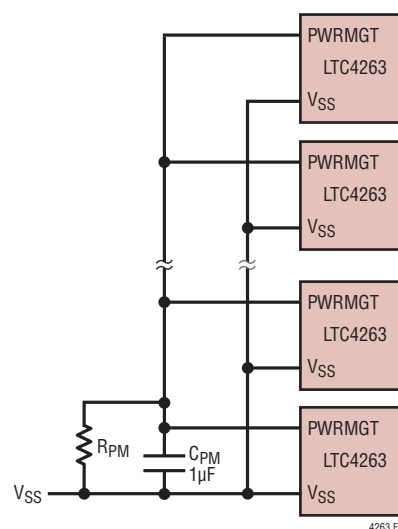 PWRMGT
LTC4263
VSS
PWRMGT
LTC4263
VSS
PWRMGT
LTC4263
VSS
PWRMGT
LTC4263
VSS
RPM
CPM
1µF
VSS
4263 F